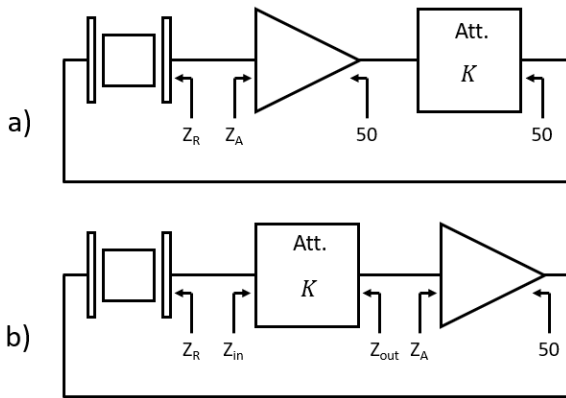 a)
Att.
K
Z_R Z_A 50 50
b)
Att.
K
Z_R Z_in Z_out Z_A 50